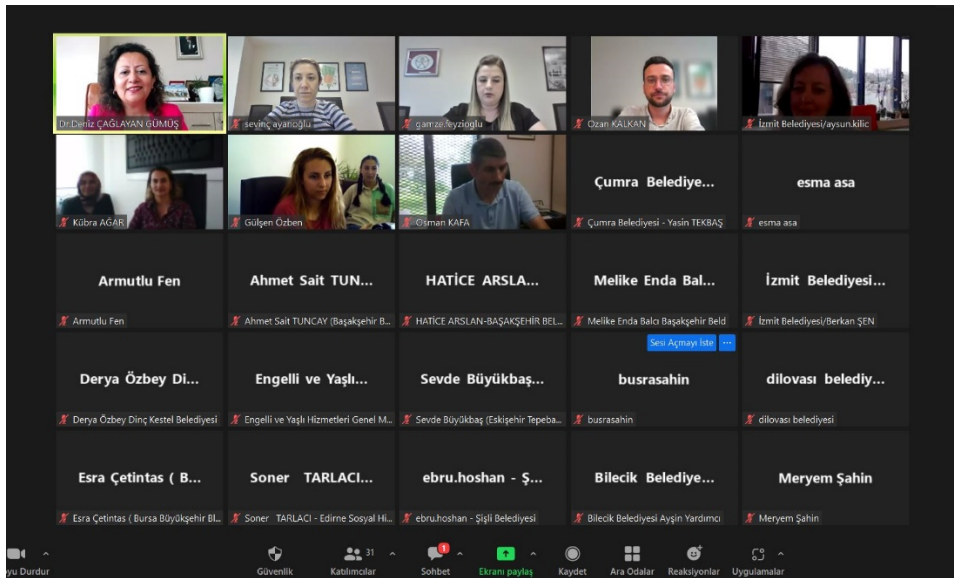 Dr.Deniz ÇAĞLAYAN GÜMÜŞ
sevinç ayarıoğlu
gamze.feyzioglu
Ozan KALKAN
İzmit Belediyesi/aysun.kilic
Kübra AĞAR
Gülşen Özben
Osman KAFA
Çumra Belediye...
Çumra Belediyesi - Yasin TEKBAŞ
esma asa
esma asa
Armutlu Fen
Armutlu Fen
Ahmet Sait TUN...
Ahmet Sait TUNCAY (Başakşehir B...
HATİCE ARSLA...
HATİCE ARSLAN-BAŞAKŞEHİR BEL...
Melike Enda Bal...
Melike Enda Balcı Başakşehir Beld
İzmit Belediyesi...
İzmit Belediyesi/Berkan ŞEN
Derya Özbey Di...
Derya Özbey Dinç Kestel Belediyesi
Engelli ve Yaşlı...
Engelli ve Yaşlı Hizmetleri Genel M...
Sevde Büyükbaş...
Sevde Büyükbaş (Eskişehir Tepeba...
Sesi Açmayı İste ...
busrasahin
busrasahin
dilovası belediy...
dilovası belediyesi
Esra Çetintas ( B...
Esra Çetintas ( Bursa Büyükşehir Bl...
Soner TARLACI...
Soner TARLACI - Edirne Sosyal Hi...
ebru.hoshan - Ş...
ebru.hoshan - Şişli Belediyesi
Bilecik Belediye...
Bilecik Belediyesi Ayşin Yardımcı
Meryem Şahin
Meryem Şahin
31
1
yu Durdur
Güvenlik
Katılımcılar
Sohbet
Ekranı paylaş
Kaydet
Ara Odalar
Reaksiyonlar
Uygulamalar